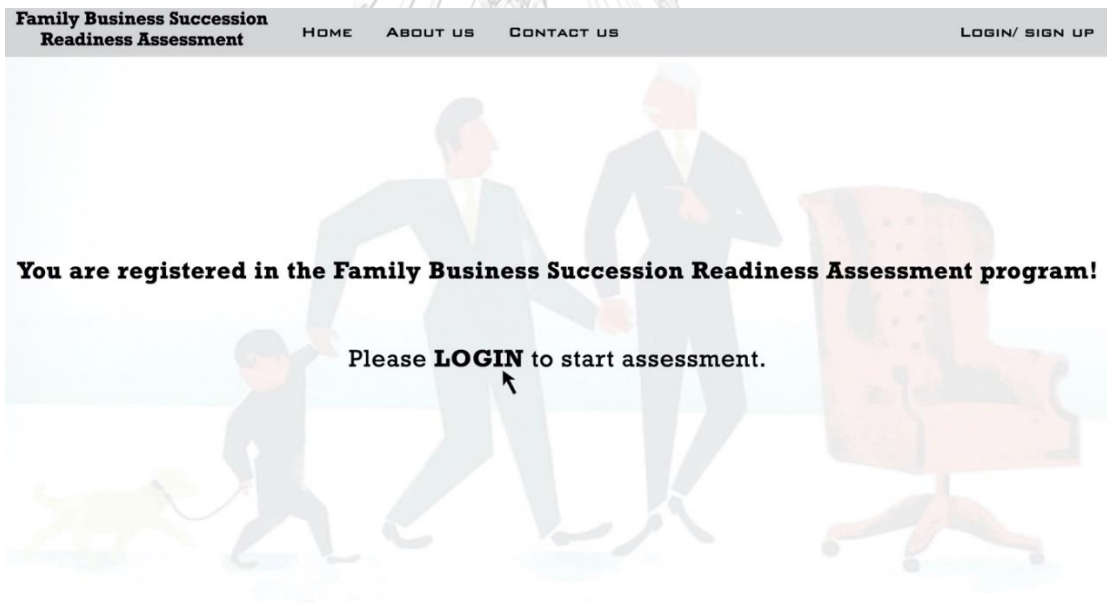 Family Business Succession
Readiness Assessment
HOME ABOUT US CONTACT US LOGIN/ SIGN UP
You are registered in the Family Business Succession Readiness Assessment program!
Please LOGIN to start assessment.